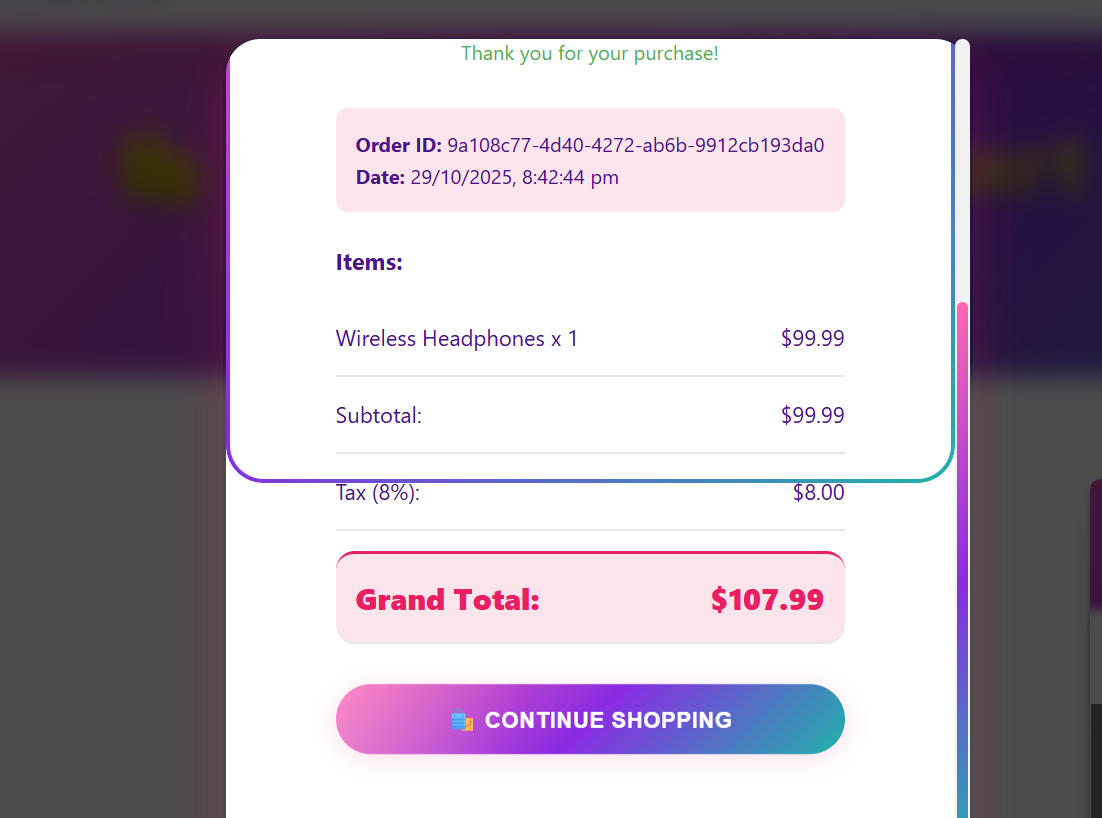 Thank you for your purchase!
Order ID: 9a108c77-4d40-4272-ab6b-9912cb193da0
Date: 29/10/2025, 8:42:44 pm
Items:
Wireless Headphones x 1 $99.99
Subtotal: $99.99
Tax (8%): $8.00
Grand Total: $107.99
CONTINUE SHOPPING